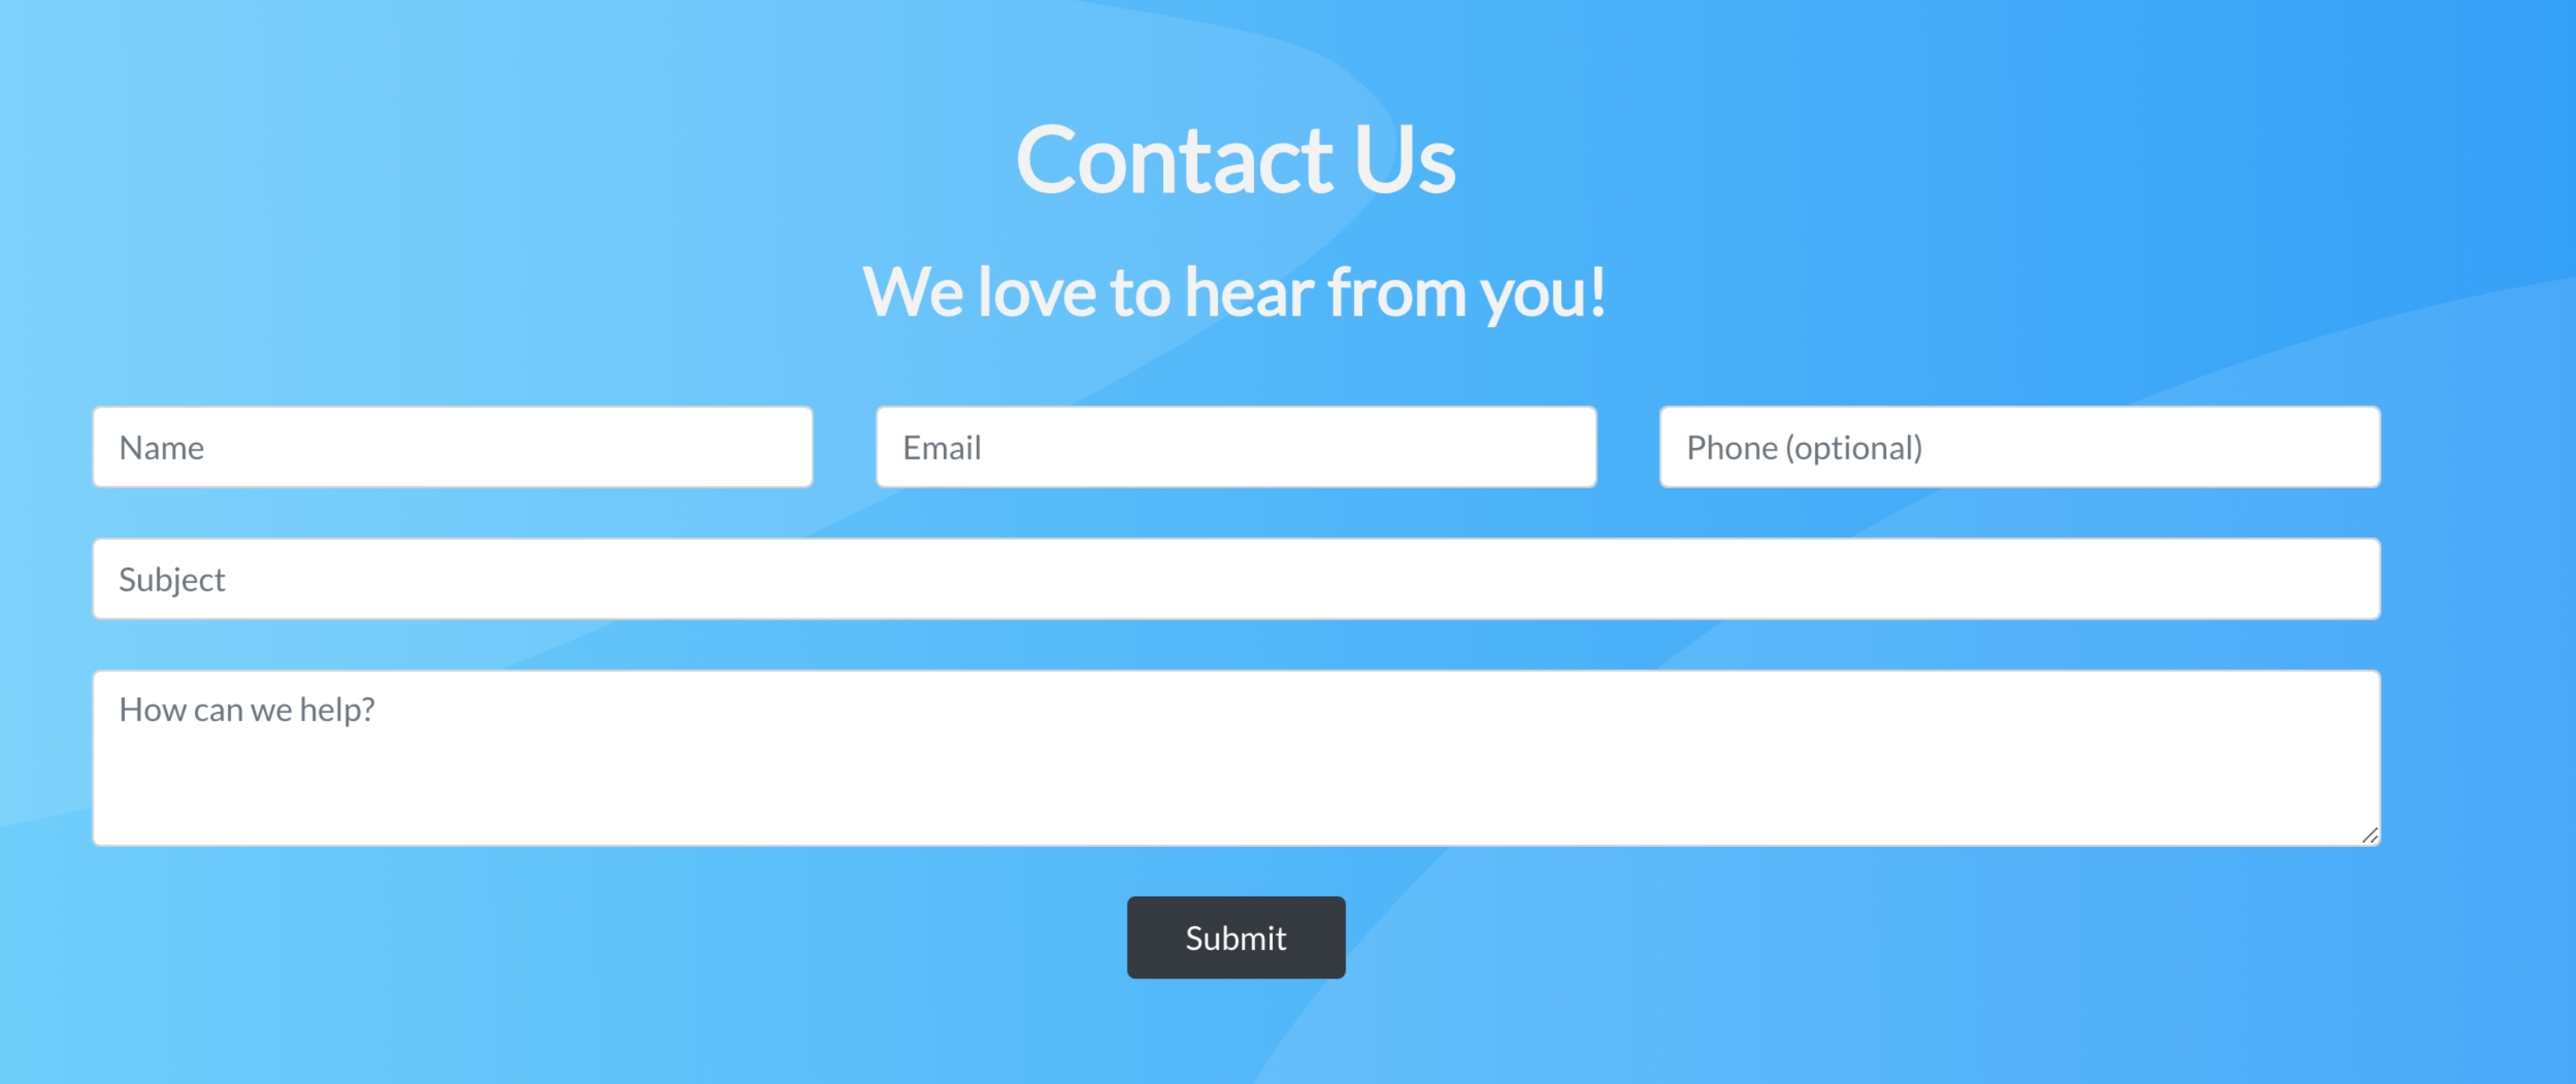 Contact Us
We love to hear from you!
Name Email Phone (optional)
Subject
How can we help?
Submit